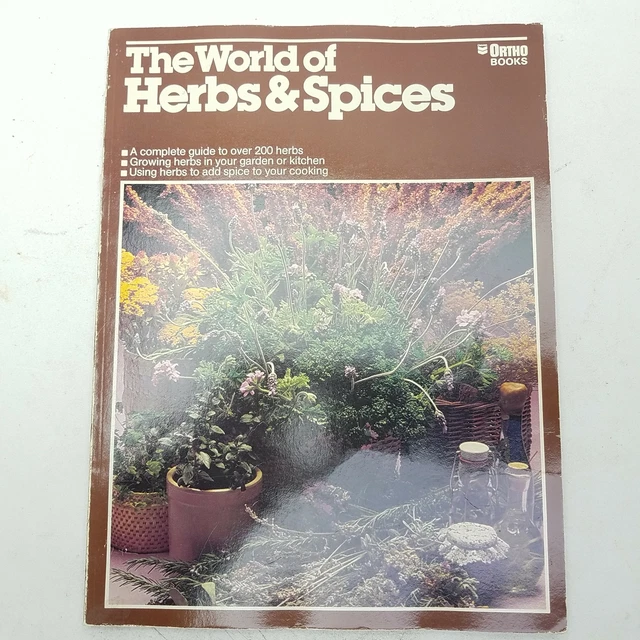 The World of
Herbs & Spices
ORTHO
BOOKS
A complete guide to over 200 herbs
Growing herbs in your garden or kitchen
Using herbs to add spice to your cooking